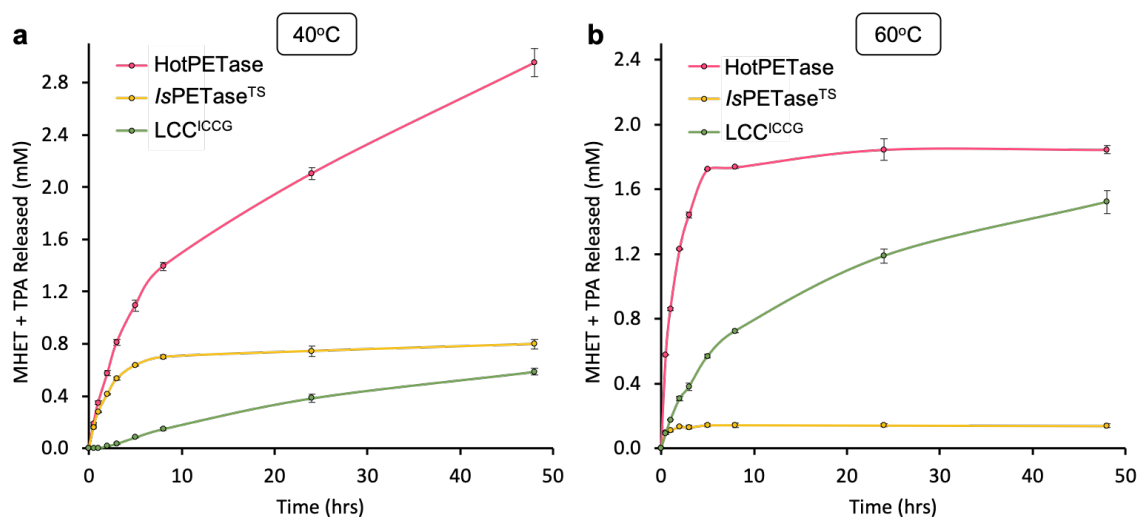 a
40°C
HotPETase
IsPETaseᵀˢ
LCCᴵᶜᶜᴳ
MHET + TPA Released (mM)
2.8
2.4
2.0
1.6
1.2
0.8
0.4
0.0
0 10 20 30 40 50
Time (hrs)
b
60°C
HotPETase
IsPETaseᵀˢ
LCCᴵᶜᶜᴳ
MHET + TPA Released (mM)
2.4
2.0
1.6
1.2
0.8
0.4
0.0
0 10 20 30 40 50
Time (hrs)